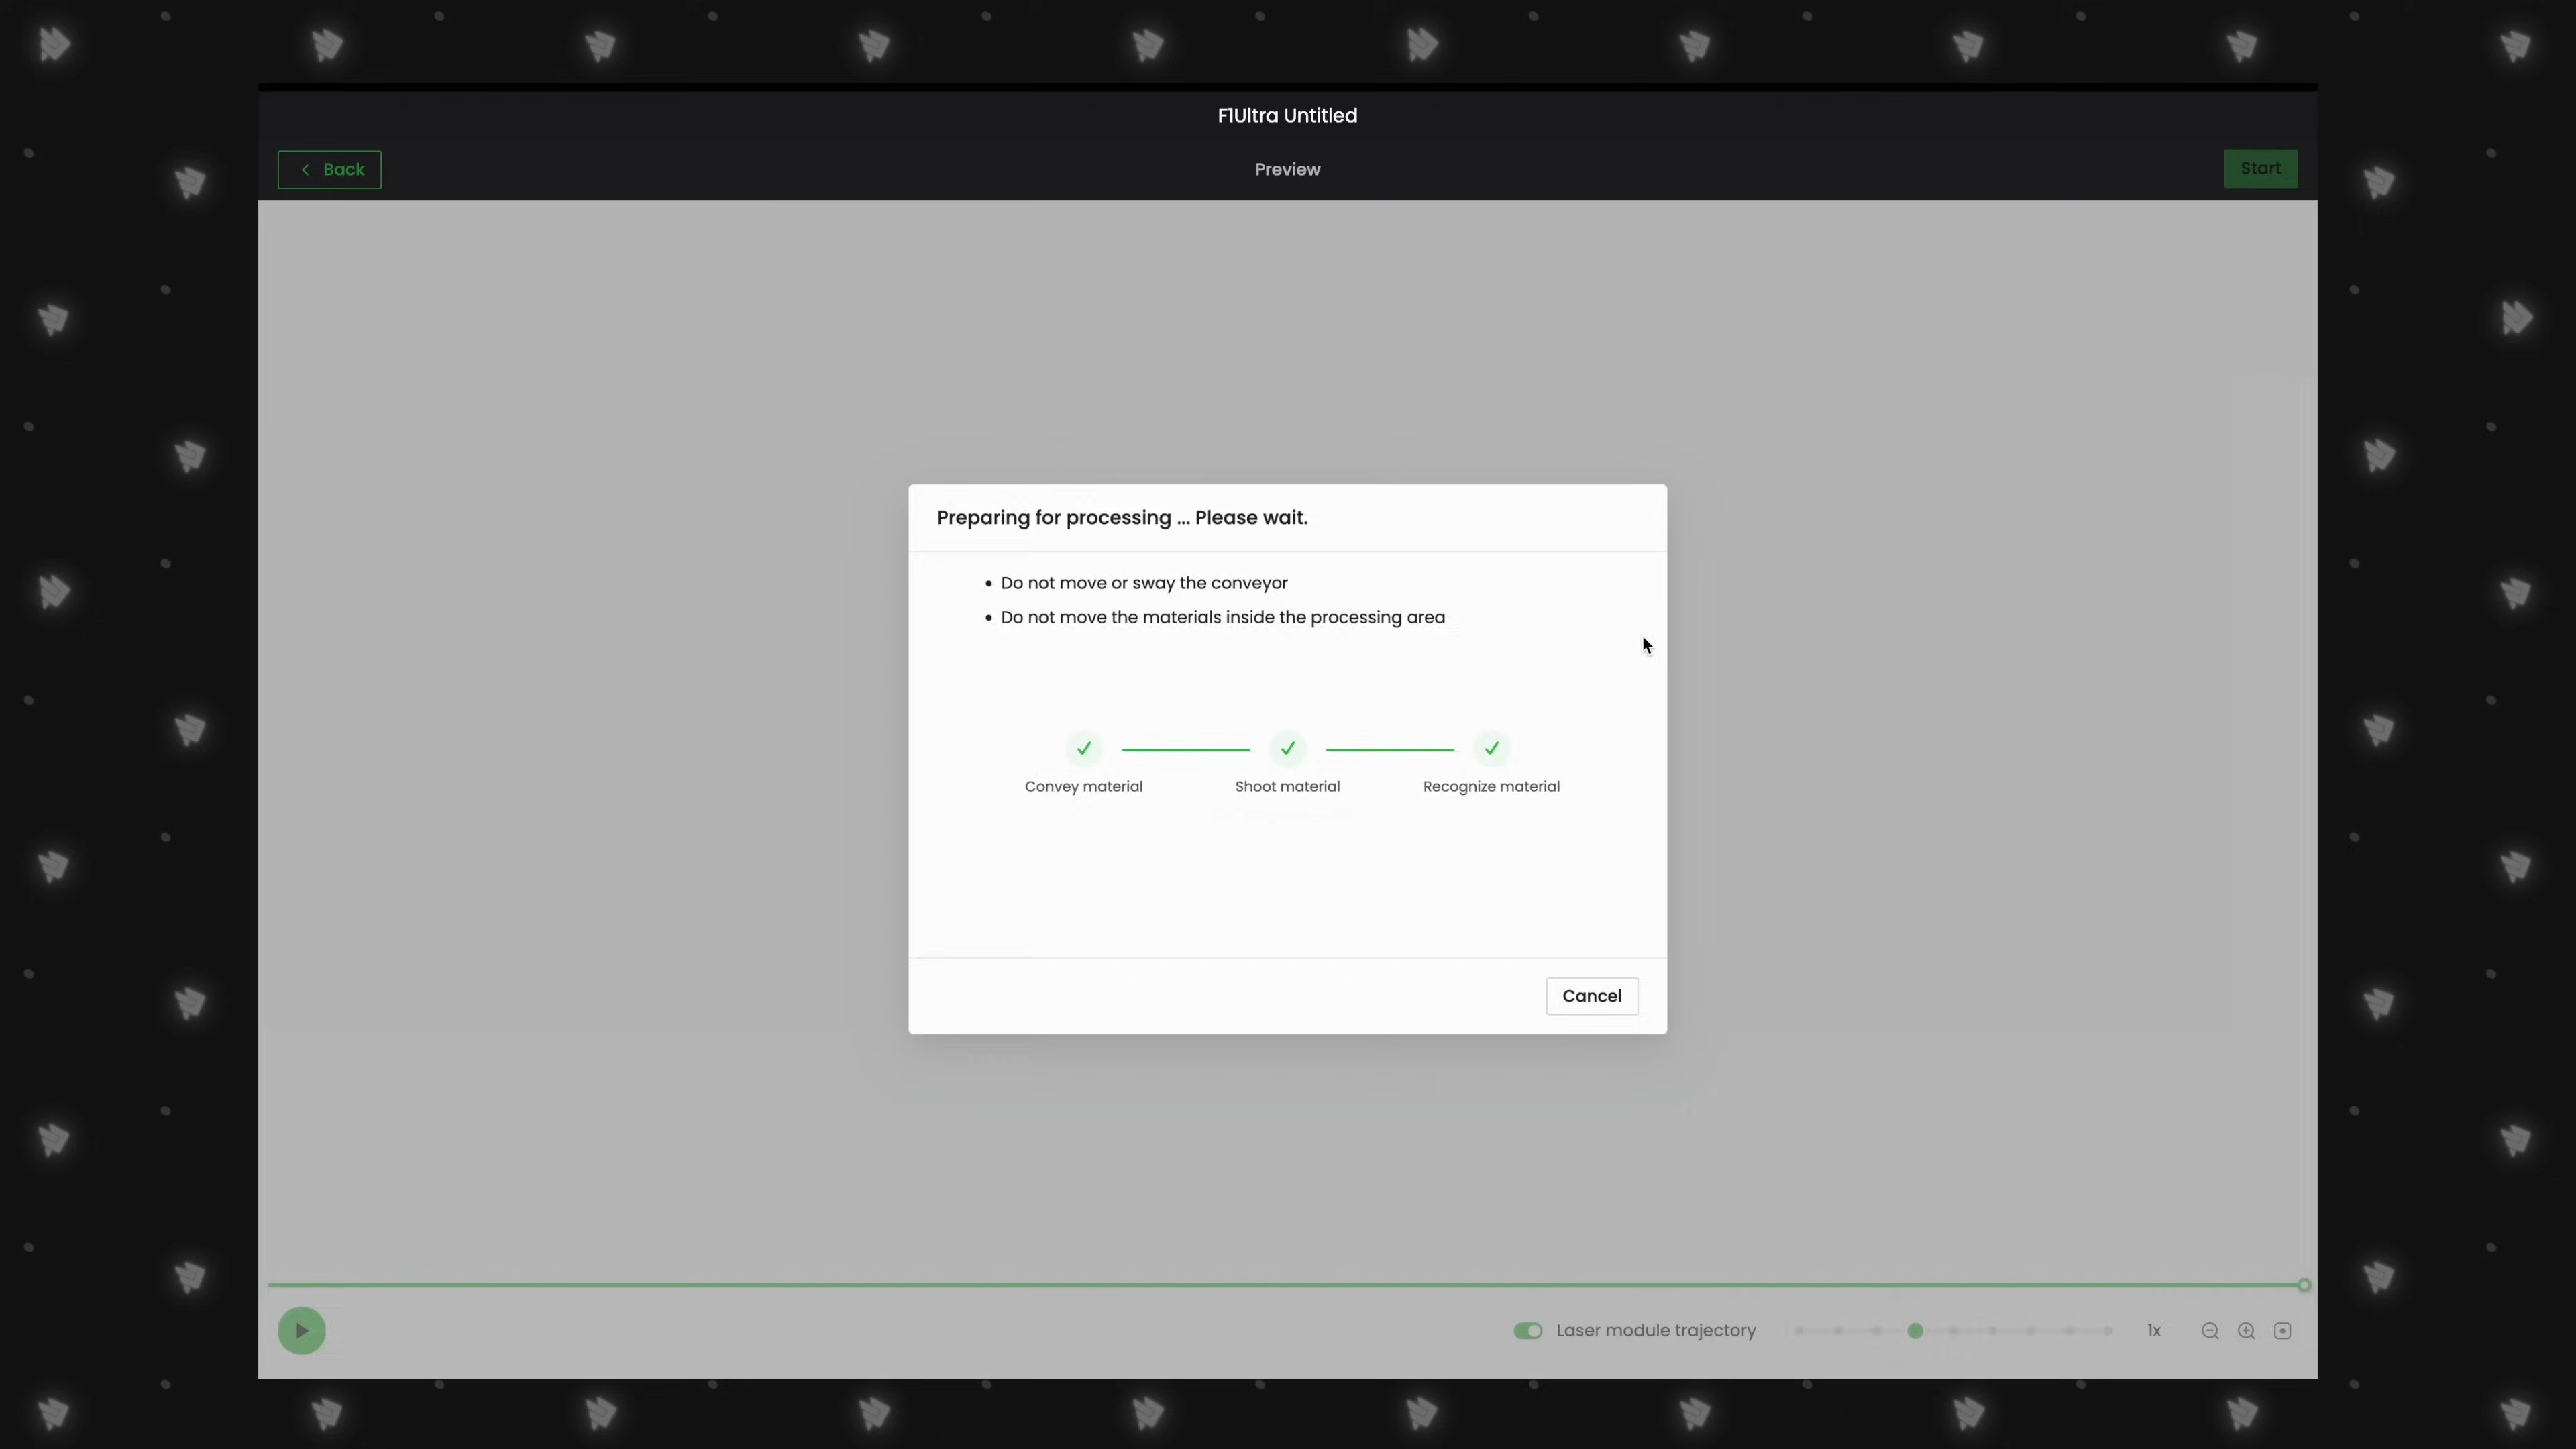 F1Ultra Untitled
Back
Preview
Start
Preparing for processing ... Please wait.
• Do not move or sway the conveyor
• Do not move the materials inside the processing area
Convey material
Shoot material
Recognize material
Cancel
Laser module trajectory
1x